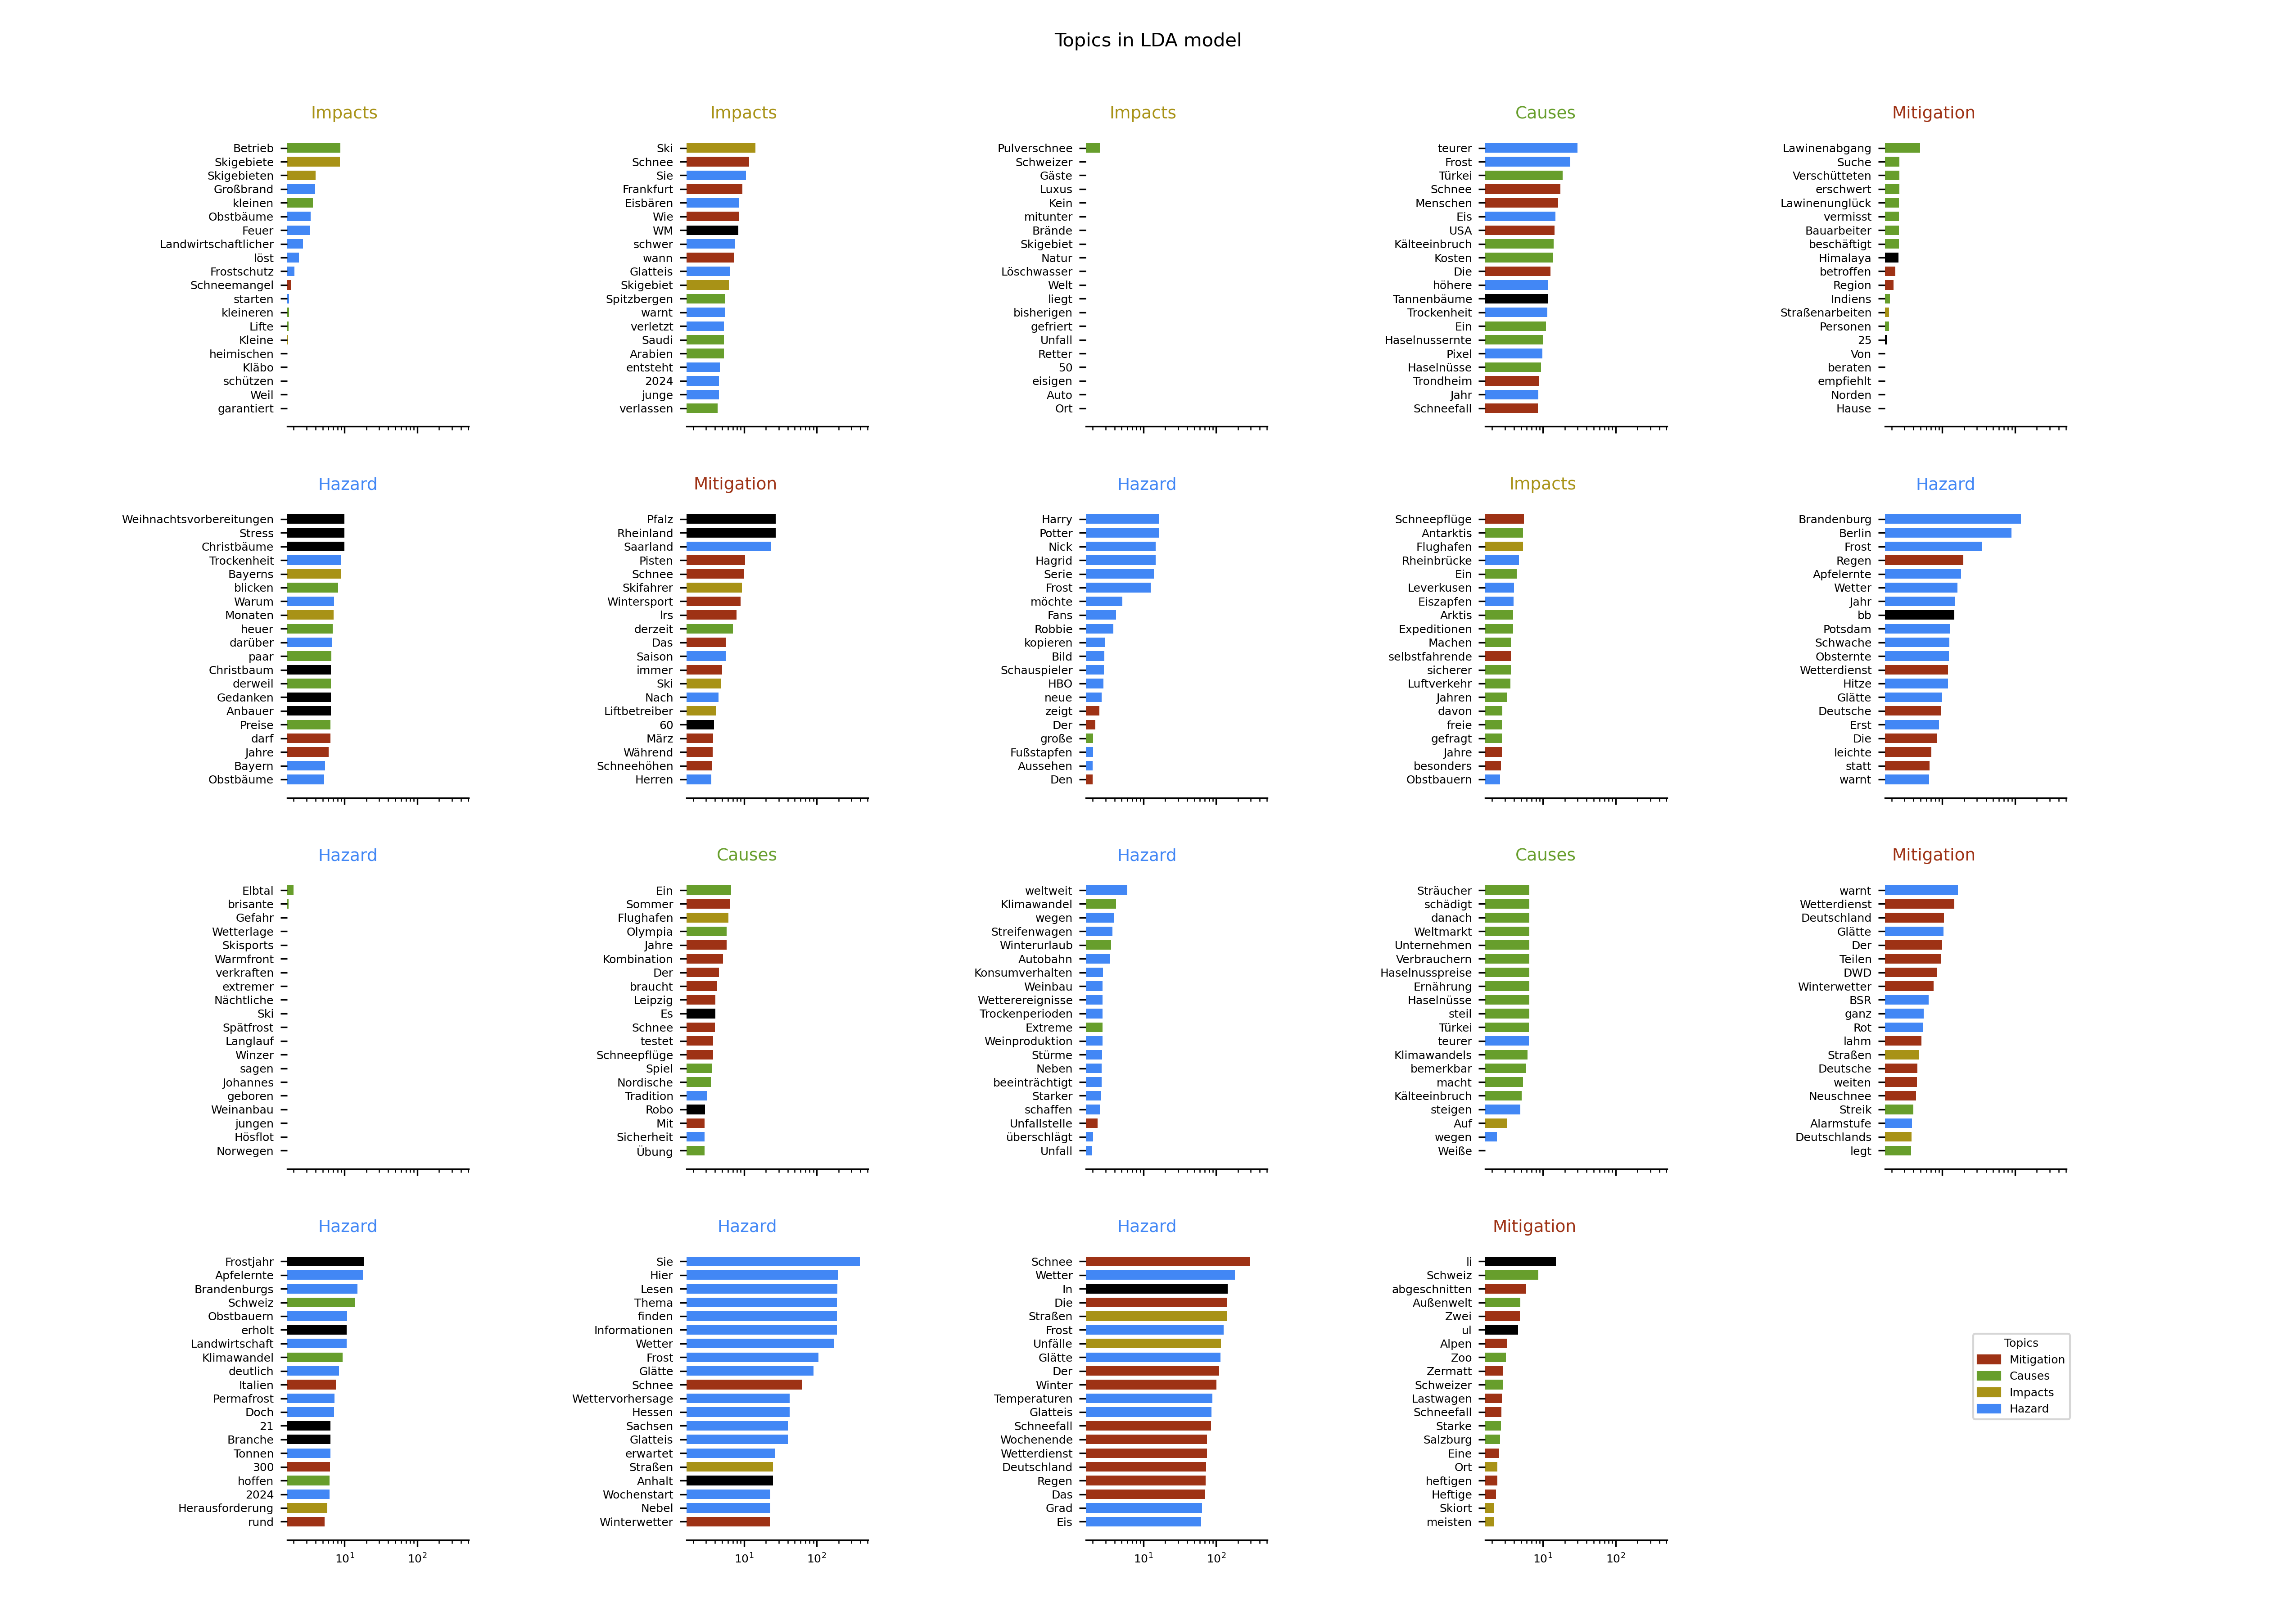 Topics in LDA model
Impacts
Betrieb
Skigebiete
Skigebieten
Großbrand
kleinen
Obstbäume
Feuer
Landwirtschaftlicher
löst
Frostschutz
Schneemangel
starten
kleineren
Lifte
Kleine
heimischen
Kläbo
schützen
Weil
garantiert
Impacts
Ski
Schnee
Sie
Frankfurt
Eisbären
Wie
WM
schwer
wann
Glatteis
Skigebiet
Spitzbergen
warnt
verletzt
Saudi
Arabien
entsteht
2024
junge
verlassen
Impacts
Pulverschnee
Schweizer
Gäste
Luxus
Kein
mitunter
Brände
Skigebiet
Natur
Löschwasser
Welt
liegt
bisherigen
gefriert
Unfall
Retter
50
eisigen
Auto
Ort
Causes
teurer
Frost
Türkei
Schnee
Menschen
Eis
USA
Kälteeinbruch
Kosten
Die
höhere
Tannenbäume
Trockenheit
Ein
Haselnussernte
Pixel
Haselnüsse
Trondheim
Jahr
Schneefall
Mitigation
Lawinenabgang
Suche
Verschütteten
erschwert
Lawinenunglück
vermisst
Bauarbeiter
beschäftigt
Himalaya
betroffen
Region
Indiens
Straßenarbeiten
Personen
25
Von
beraten
empfiehlt
Norden
Hause
Hazard
Weihnachtsvorbereitungen
Stress
Christbäume
Trockenheit
Bayerns
blicken
Warum
Monaten
heuer
darüber
paar
Christbaum
derweil
Gedanken
Anbauer
Preise
darf
Jahre
Bayern
Obstbäume
Mitigation
Pfalz
Rheinland
Saarland
Pisten
Schnee
Skifahrer
Wintersport
lrs
derzeit
Das
Saison
immer
Ski
Nach
Liftbetreiber
60
März
Während
Schneehöhen
Herren
Hazard
Harry
Potter
Nick
Hagrid
Serie
Frost
möchte
Fans
Robbie
kopieren
Bild
Schauspieler
HBO
neue
zeigt
Der
große
Fußstapfen
Aussehen
Den
Impacts
Schneepflüge
Antarktis
Flughafen
Rheinbrücke
Ein
Leverkusen
Eiszapfen
Arktis
Expeditionen
Machen
selbstfahrende
sicherer
Luftverkehr
Jahren
davon
freie
gefragt
Jahre
besonders
Obstbauern
Hazard
Brandenburg
Berlin
Frost
Regen
Apfelernte
Wetter
Jahr
bb
Potsdam
Schwache
Obsternte
Wetterdienst
Hitze
Glätte
Deutsche
Erst
Die
leichte
statt
warnt
Hazard
Elbtal
brisante
Gefahr
Wetterlage
Skisports
Warmfront
verkraften
extremer
Nächtliche
Ski
Spätfrost
Langlauf
Winzer
sagen
Johannes
geboren
Weinanbau
jungen
Hösflot
Norwegen
Causes
Ein
Sommer
Flughafen
Olympia
Jahre
Kombination
Der
braucht
Leipzig
Es
Schnee
testet
Schneepflüge
Spiel
Nordische
Tradition
Robo
Mit
Sicherheit
Übung
Hazard
weltweit
Klimawandel
wegen
Streifenwagen
Winterurlaub
Autobahn
Konsumverhalten
Weinbau
Wetterereignisse
Trockenperioden
Extreme
Weinproduktion
Stürme
Neben
beeinträchtigt
Starker
schaffen
Unfallstelle
überschlägt
Unfall
Causes
Sträucher
schädigt
danach
Weltmarkt
Unternehmen
Verbrauchern
Haselnusspreise
Ernährung
Haselnüsse
steil
Türkei
teurer
Klimawandels
bemerkbar
macht
Kälteeinbruch
steigen
Auf
wegen
Weiße
Mitigation
warnt
Wetterdienst
Deutschland
Glätte
Der
Teilen
DWD
Winterwetter
BSR
ganz
Rot
lahm
Straßen
Deutsche
weiten
Neuschnee
Streik
Alarmstufe
Deutschlands
legt
Hazard
Frostjahr
Apfelernte
Brandenburgs
Schweiz
Obstbauern
erholt
Landwirtschaft
Klimawandel
deutlich
Italien
Permafrost
Doch
21
Branche
Tonnen
300
hoffen
2024
Herausforderung
rund
10¹ 10²
Hazard
Sie
Hier
Lesen
Thema
finden
Informationen
Wetter
Frost
Glätte
Schnee
Wettervorhersage
Hessen
Sachsen
Glatteis
erwartet
Straßen
Anhalt
Wochenstart
Nebel
Winterwetter
10¹ 10²
Hazard
Schnee
Wetter
In
Die
Straßen
Frost
Unfälle
Glätte
Der
Winter
Temperaturen
Glatteis
Schneefall
Wochenende
Wetterdienst
Deutschland
Regen
Das
Grad
Eis
10¹ 10²
Mitigation
li
Schweiz
abgeschnitten
Außenwelt
Zwei
ul
Alpen
Zoo
Zermatt
Schweizer
Lastwagen
Schneefall
Starke
Salzburg
Eine
Ort
heftigen
Heftige
Skiort
meisten
10¹ 10²
Topics
Mitigation
Causes
Impacts
Hazard